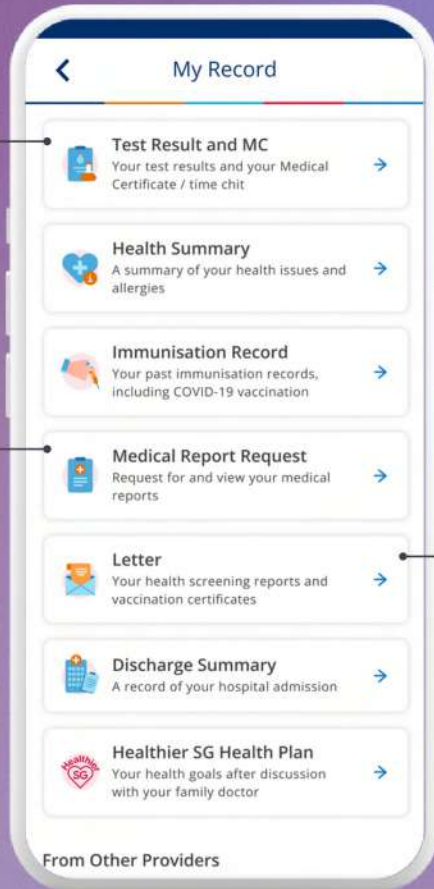 My Record
Test Result and MC
Your test results and your Medical
Certificate / time chit
Health Summary
A summary of your health issues and
allergies
Immunisation Record
Your past immunisation records,
including COVID-19 vaccination
Medical Report Request
Request for and view your medical
reports
Letter
Your health screening reports and
vaccination certificates
Discharge Summary
A record of your hospital admission
Healthier
SG
Healthier SG Health Plan
Your health goals after discussion
with your family doctor
From Other Providers